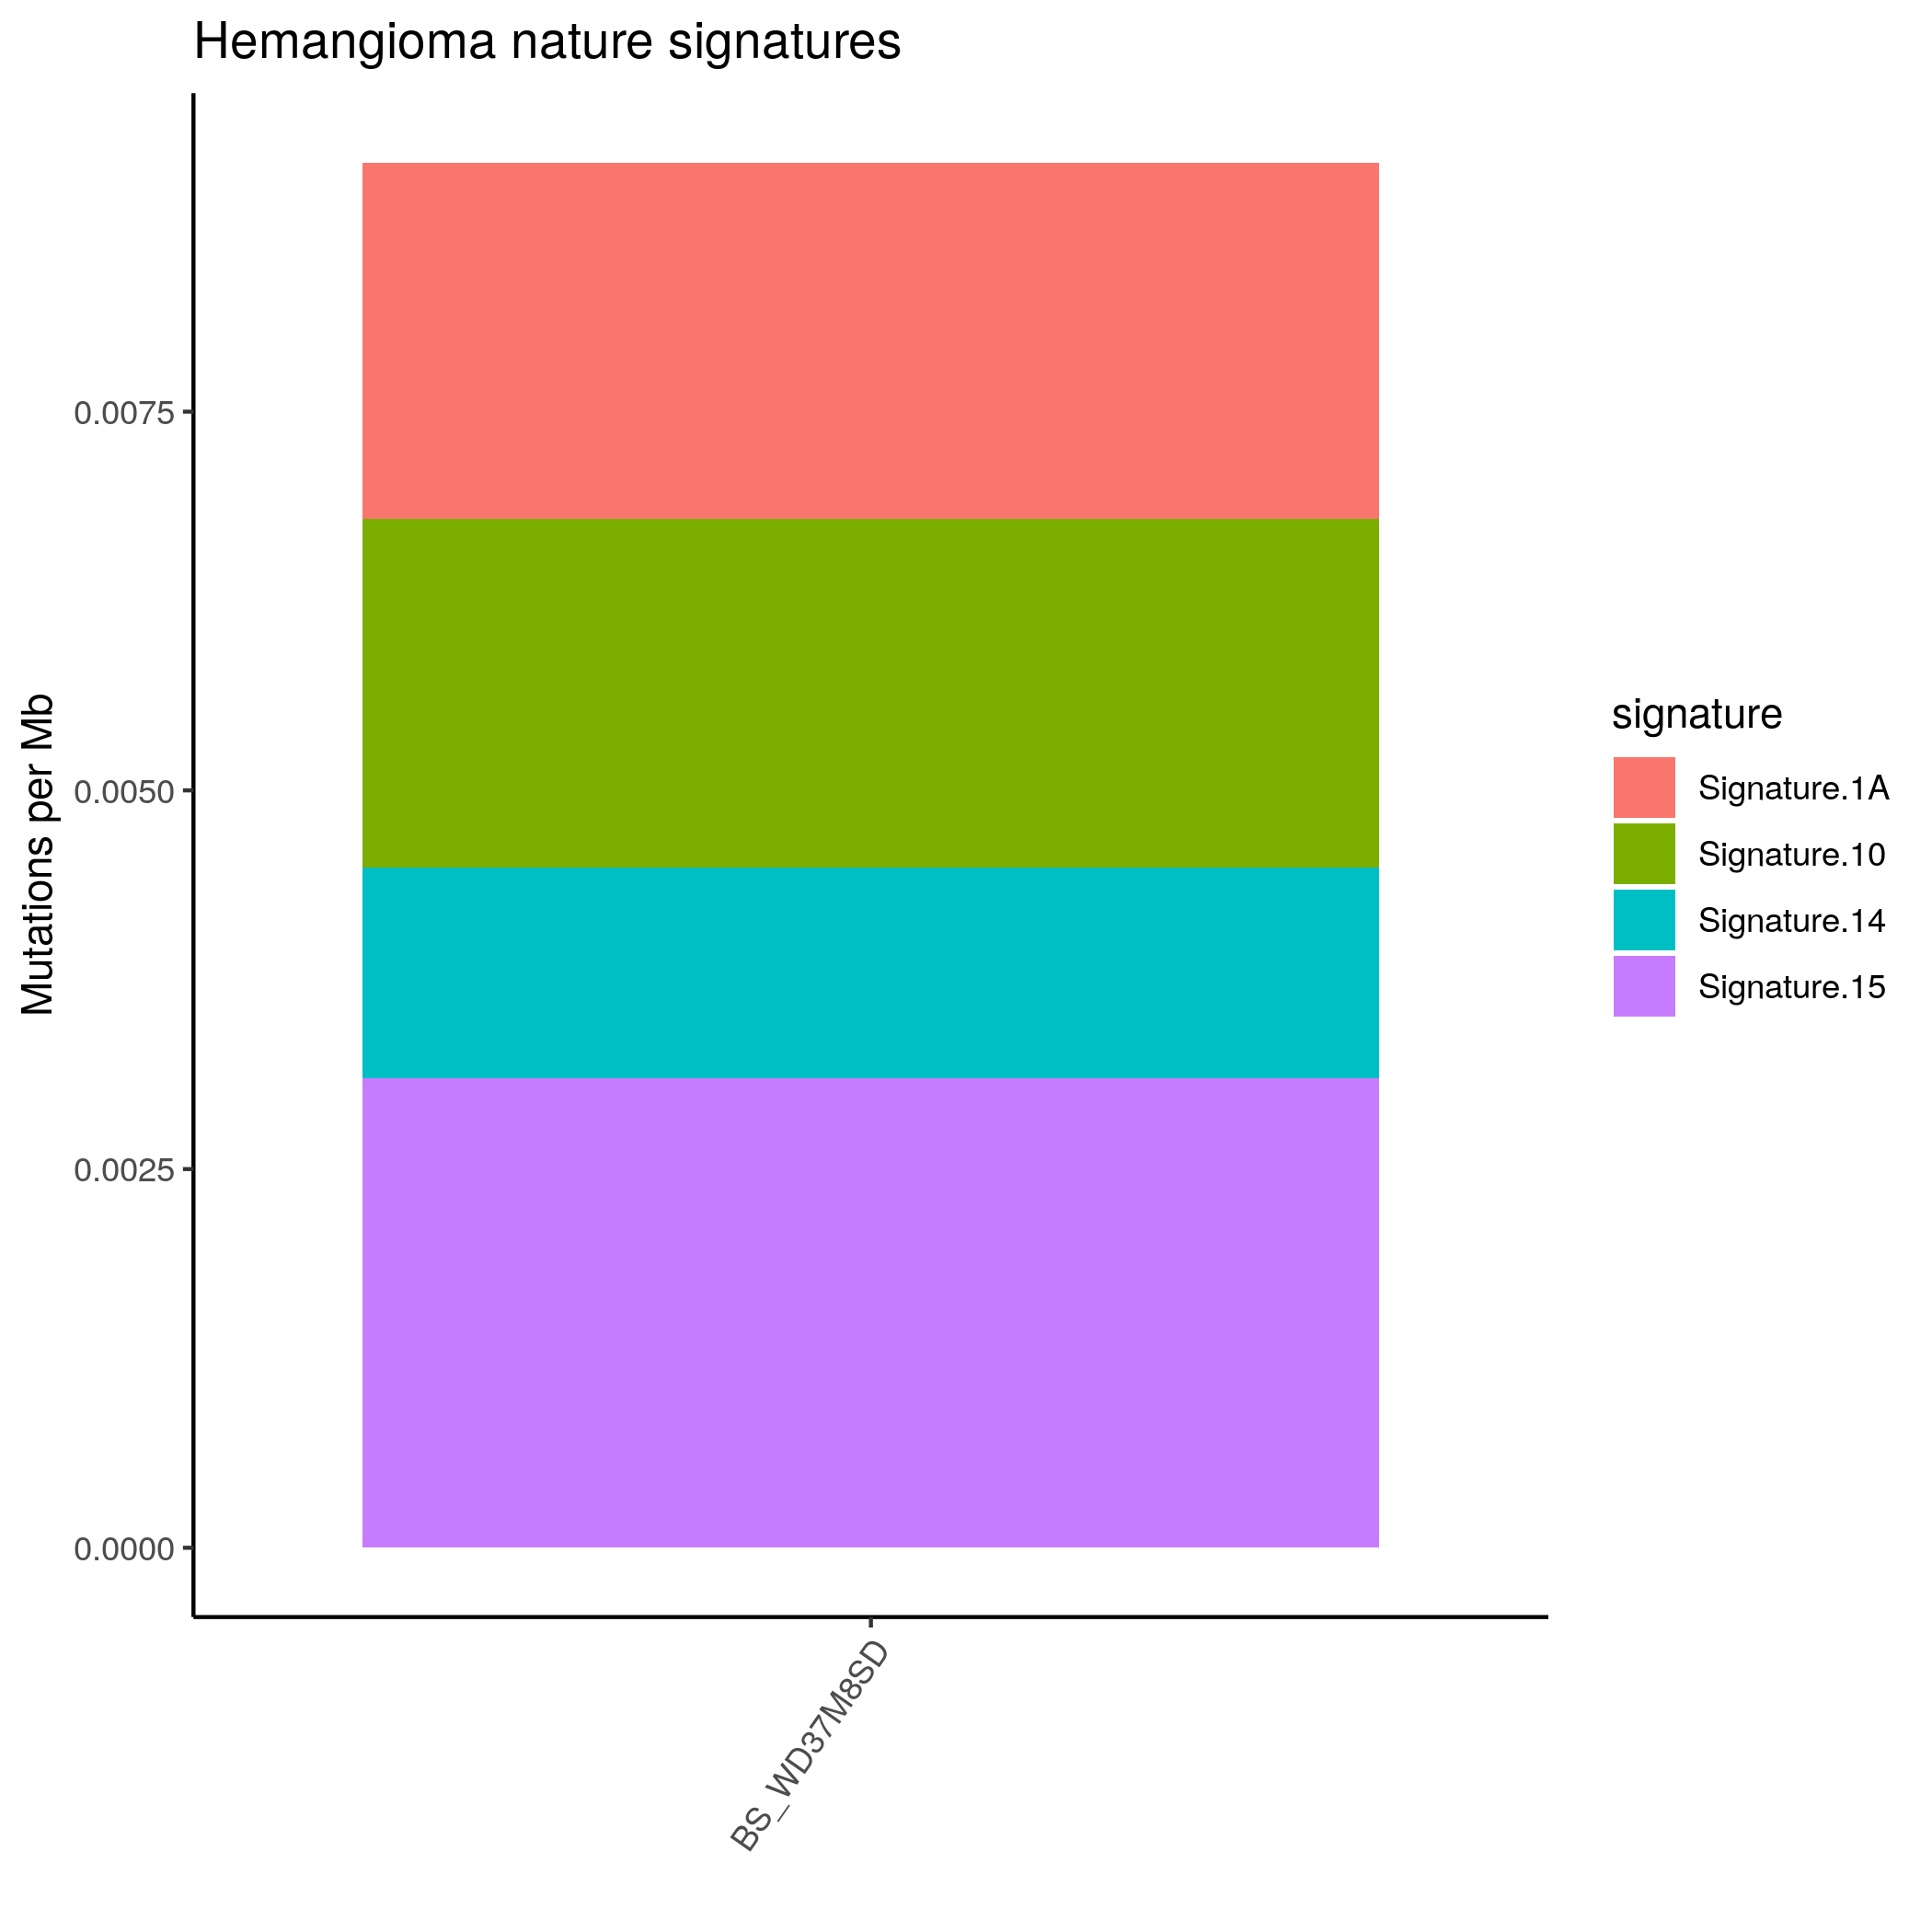 Hemangioma nature signatures
Mutations per Mb
0.0075
0.0050
0.0025
0.0000
BS_WD37M8SD
signature
Signature.1A
Signature.10
Signature.14
Signature.15